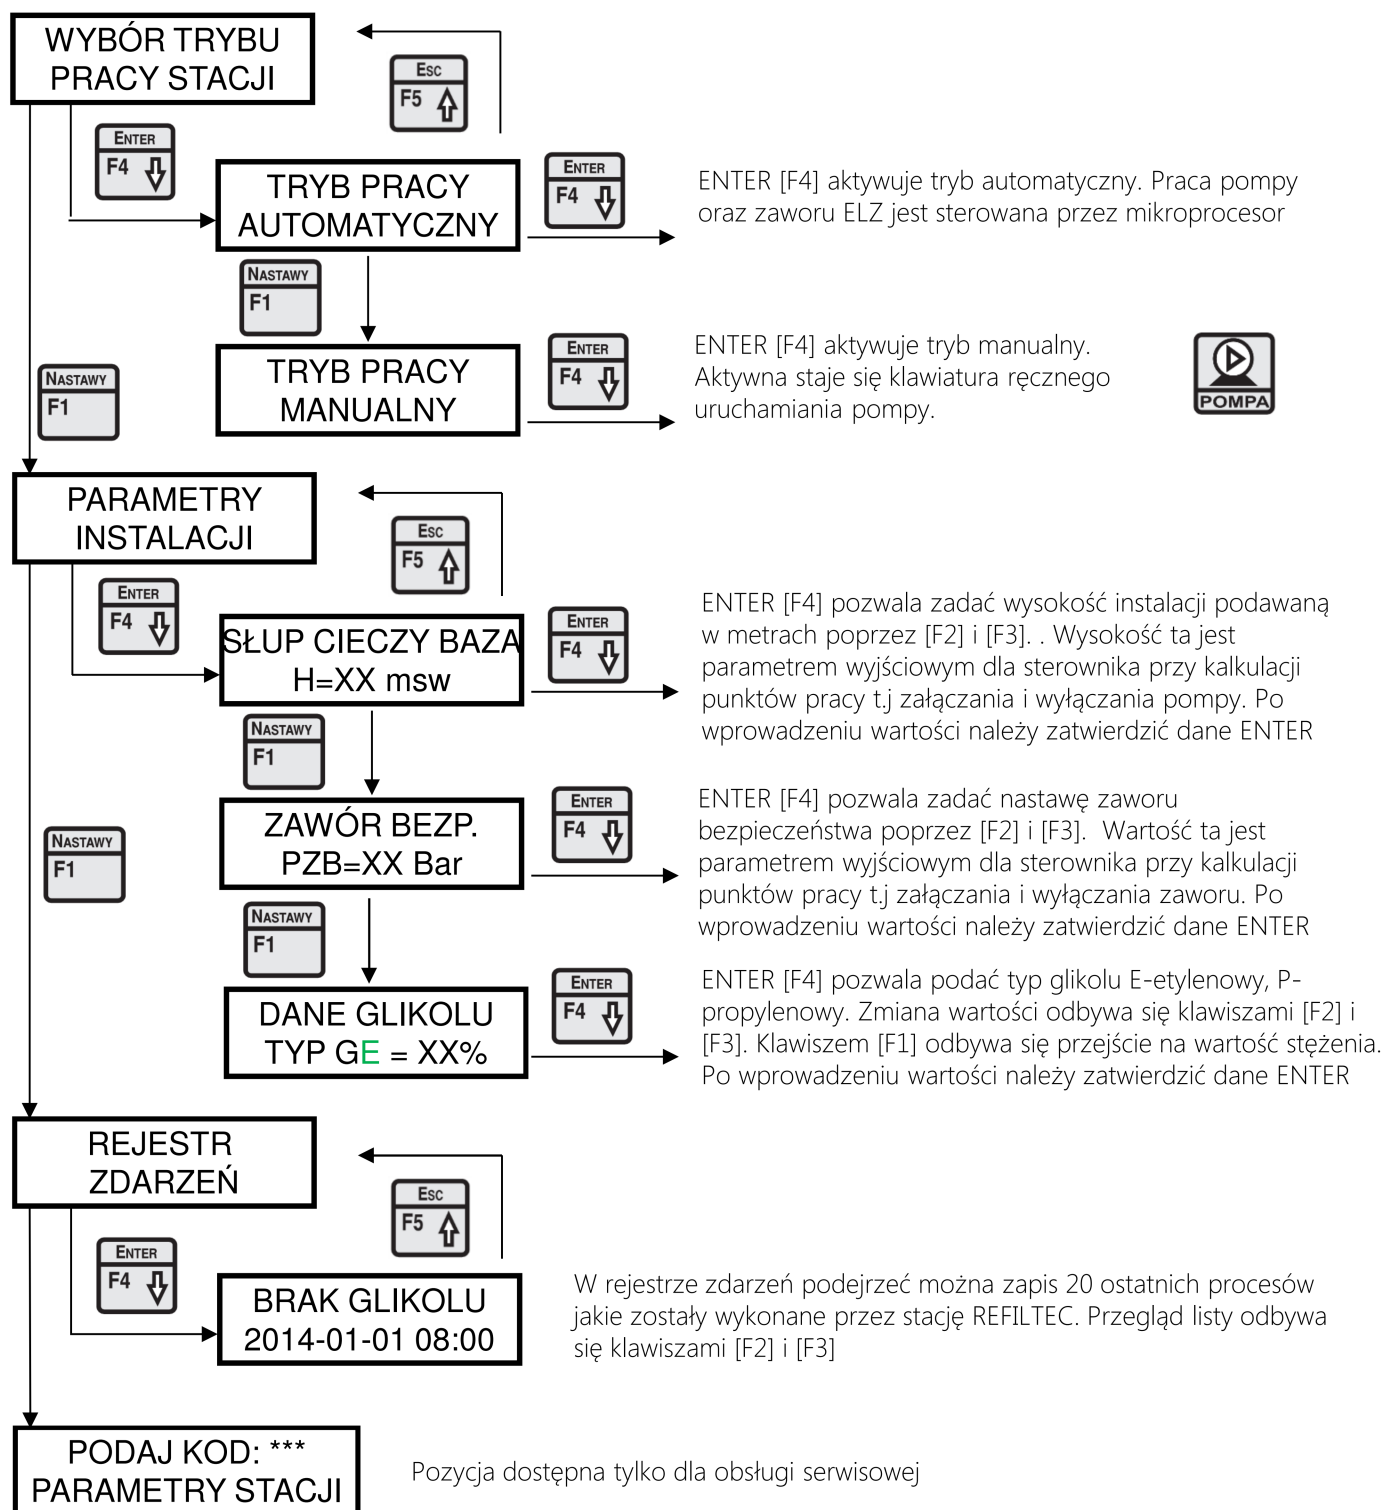 WYBÓR TRYBU
PRACY STACJI
ESC
F5
ENTER
F4
TRYB PRACY
AUTOMATYCZNY
ENTER
F4
ENTER [F4] aktywuje tryb automatyczny. Praca pompy
oraz zaworu ELZ jest sterowana przez mikroprocesor
NASTAWY
F1
TRYB PRACY
MANUALNY
ENTER
F4
ENTER [F4] aktywuje tryb manualny.
Aktywna staje się klawiatura ręcznego
uruchamiania pompy.
POMPA
NASTAWY
F1
PARAMETRY
INSTALACJI
ESC
F5
ENTER
F4
SŁUP CIECZY BAZA
H=XX msw
ENTER
F4
ENTER [F4] pozwala zadać wysokość instalacji podawaną
w metrach poprzez [F2] i [F3]. . Wysokość ta jest
parametrem wyjściowym dla sterownika przy kalkulacji
punktów pracy t.j załączania i wyłączania pompy. Po
wprowadzeniu wartości należy zatwierdzić dane ENTER
NASTAWY
F1
ZAWÓR BEZP.
PZB=XX Bar
ENTER
F4
ENTER [F4] pozwala zadać nastawę zaworu
bezpieczeństwa poprzez [F2] i [F3].  Wartość ta jest
parametrem wyjściowym dla sterownika przy kalkulacji
punktów pracy t.j załączania i wyłączania zaworu. Po
wprowadzeniu wartości należy zatwierdzić dane ENTER
NASTAWY
F1
NASTAWY
F1
DANE GLIKOLU
TYP GE = XX%
ENTER
F4
ENTER [F4] pozwala podać typ glikolu E-etylenowy, P-
propylenowy. Zmiana wartości odbywa się klawiszami [F2] i
[F3]. Klawiszem [F1] odbywa się przejście na wartość stężenia.
Po wprowadzeniu wartości należy zatwierdzić dane ENTER
REJESTR
ZDARZEŃ
ESC
F5
ENTER
F4
BRAK GLIKOLU
2014-01-01 08:00
W rejestrze zdarzeń podejrzeć można zapis 20 ostatnich procesów
jakie zostały wykonane przez stację REFILTEC. Przegląd listy odbywa
się klawiszami [F2] i [F3]
PODAJ KOD: ***
PARAMETRY STACJI
Pozycja dostępna tylko dla obsługi serwisowej